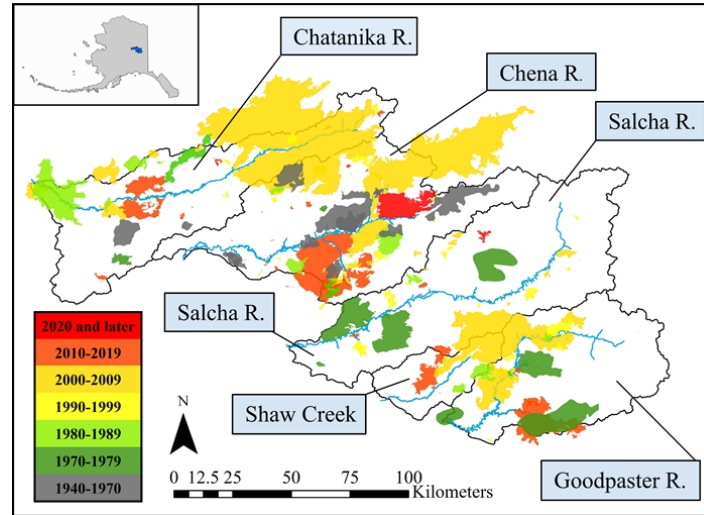 Chatanika R.
Chena R.
Salcha R.
Salcha R.
Shaw Creek
Goodpaster R.
2020 and later
2010-2019
2000-2009
1990-1999
1980-1989
1970-1979
1940-1970
N
0 12.5 25 50 75 100
Kilometers